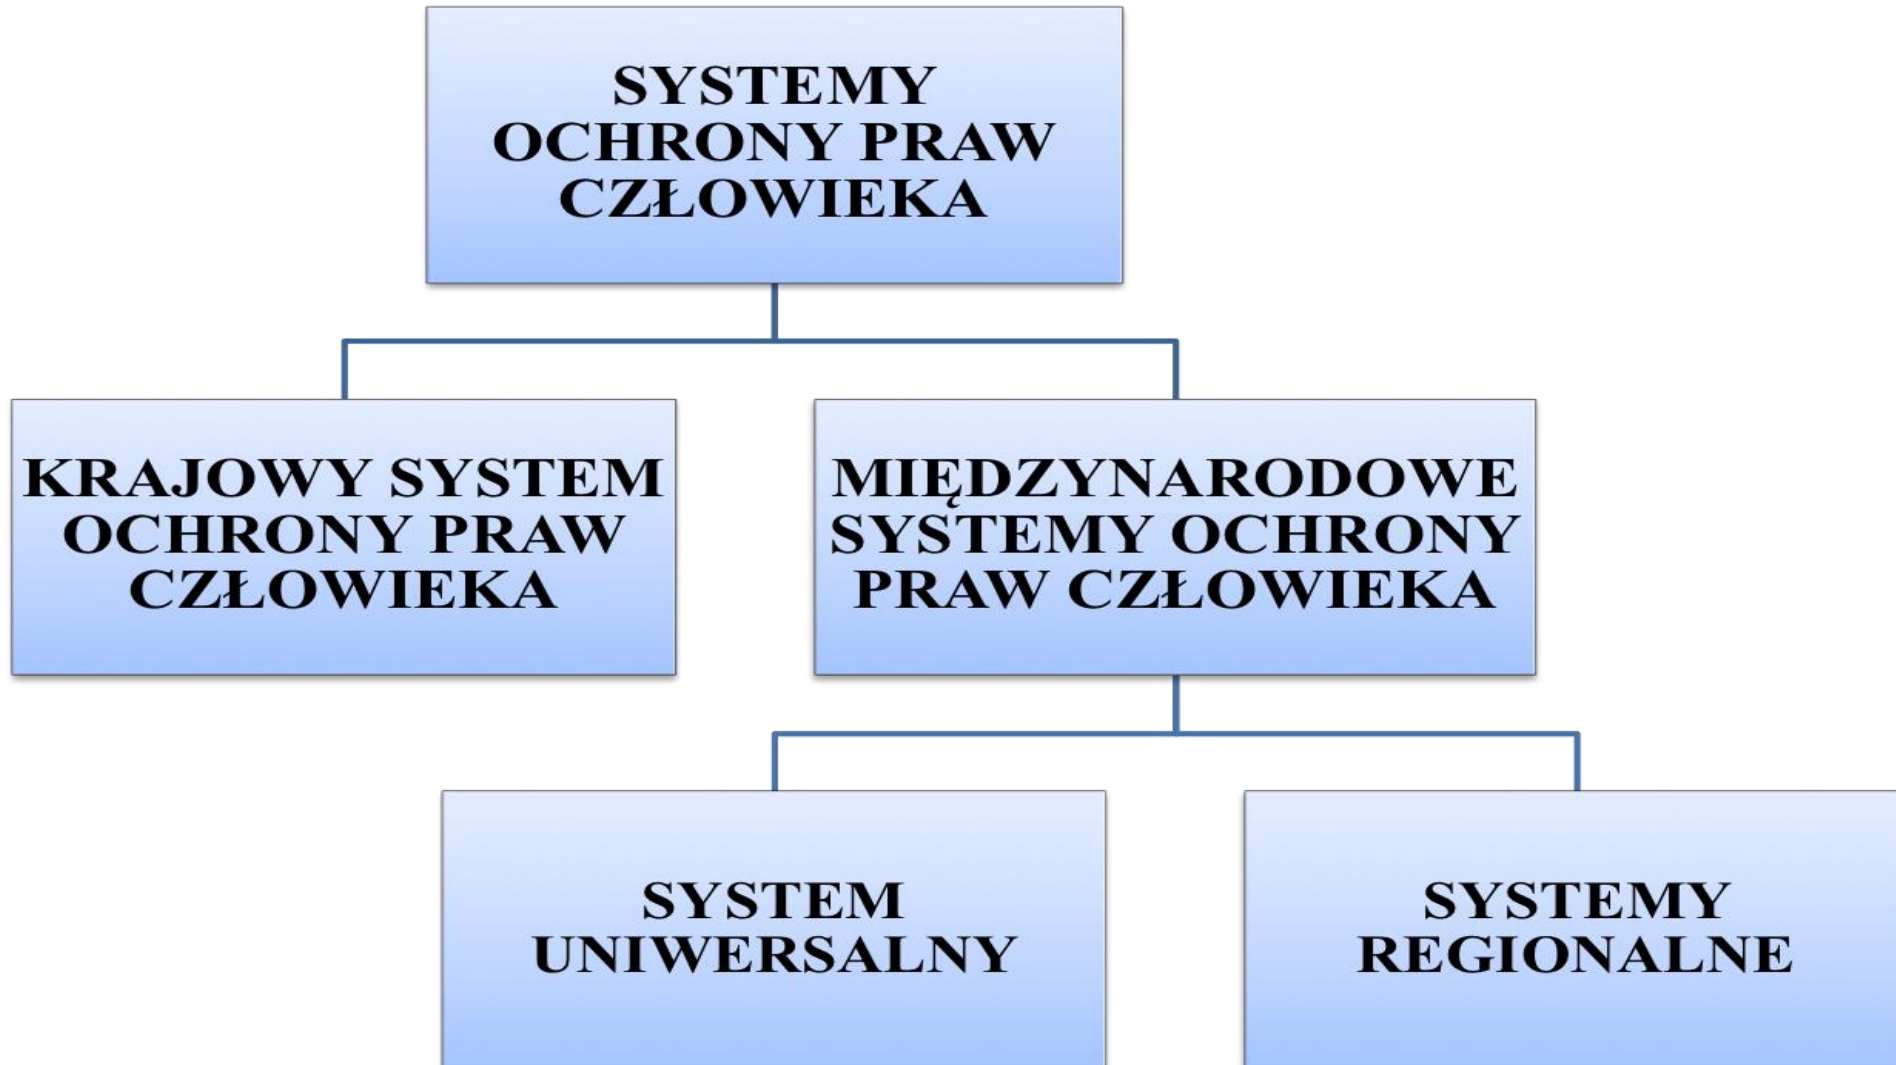 SYSTEMY
OCHRONY PRAW
CZŁOWIEKA
KRAJOWY SYSTEM
OCHRONY PRAW
CZŁOWIEKA
MIĘDZYNARODOWE
SYSTEMY OCHRONY
PRAW CZŁOWIEKA
SYSTEM
UNIWERSALNY
SYSTEMY
REGIONALNE